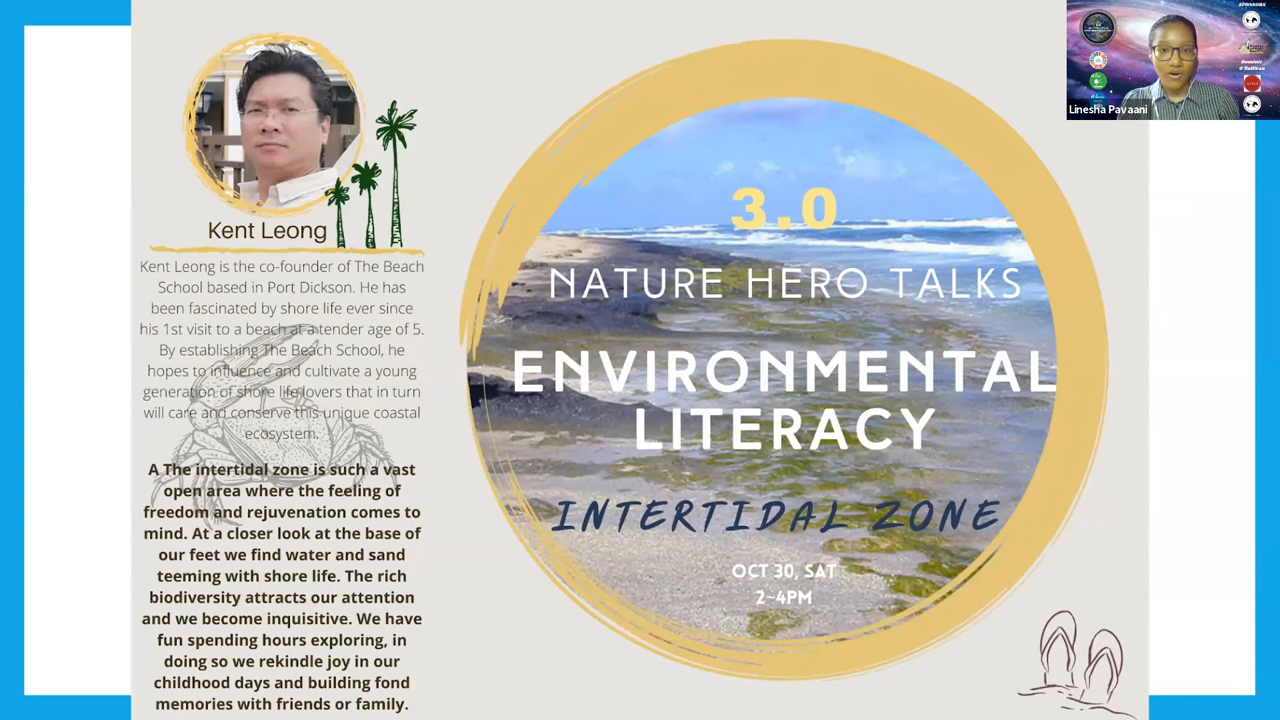 Kent Leong
Kent Leong is the co-founder of The Beach
School based in Port Dickson. He has
been fascinated by shore life ever since
his 1st visit to a beach at a tender age of 5.
By establishing The Beach School, he
hopes to influence and cultivate a young
generation of shore life lovers that in turn
will care and conserve this unique coastal
ecosystem.
A The intertidal zone is such a vast
open area where the feeling of
freedom and rejuvenation comes to
mind. At a closer look at the base of
our feet we find water and sand
teeming with shore life. The rich
biodiversity attracts our attention
and we become inquisitive. We have
fun spending hours exploring, in
doing so we rekindle joy in our
childhood days and building fond
memories with friends or family.
3.0
NATURE HERO TALKS
ENVIRONMENTAL
LITERACY
INTERTIDAL ZONE
OCT 30, SAT
2-4PM
SPONSORS
Dominic
O'Sullivan
Linesha Pavaani